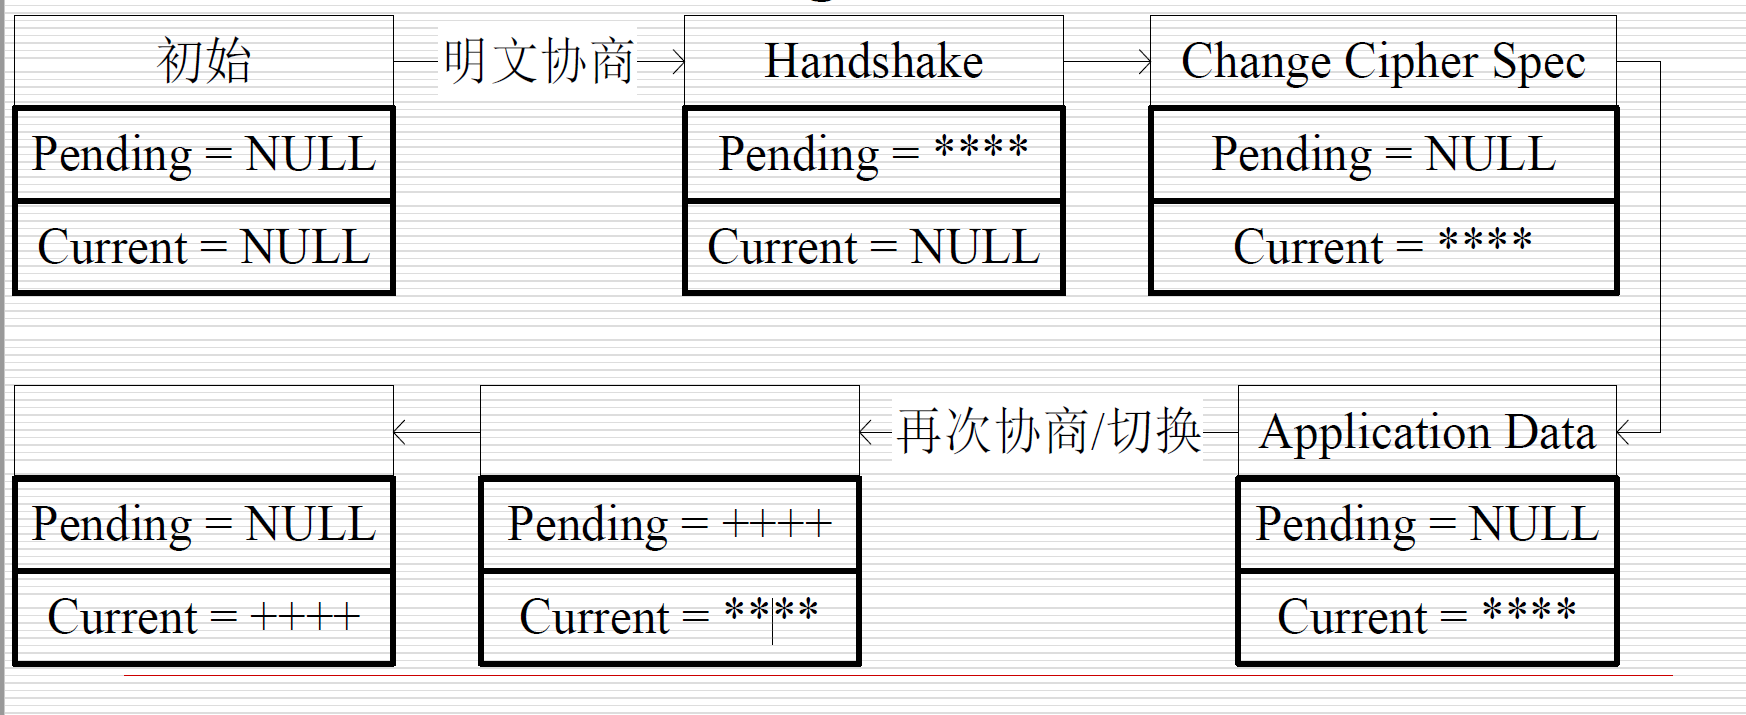 初始
明文协商
Handshake
Change Cipher Spec
Pending = NULL
Pending = ****
Pending = NULL
Current = NULL
Current = NULL
Current = ****
再次协商/切换
Application Data
Pending = NULL
Pending = ++++
Pending = NULL
Current = ++++
Current = ****
Current = ****